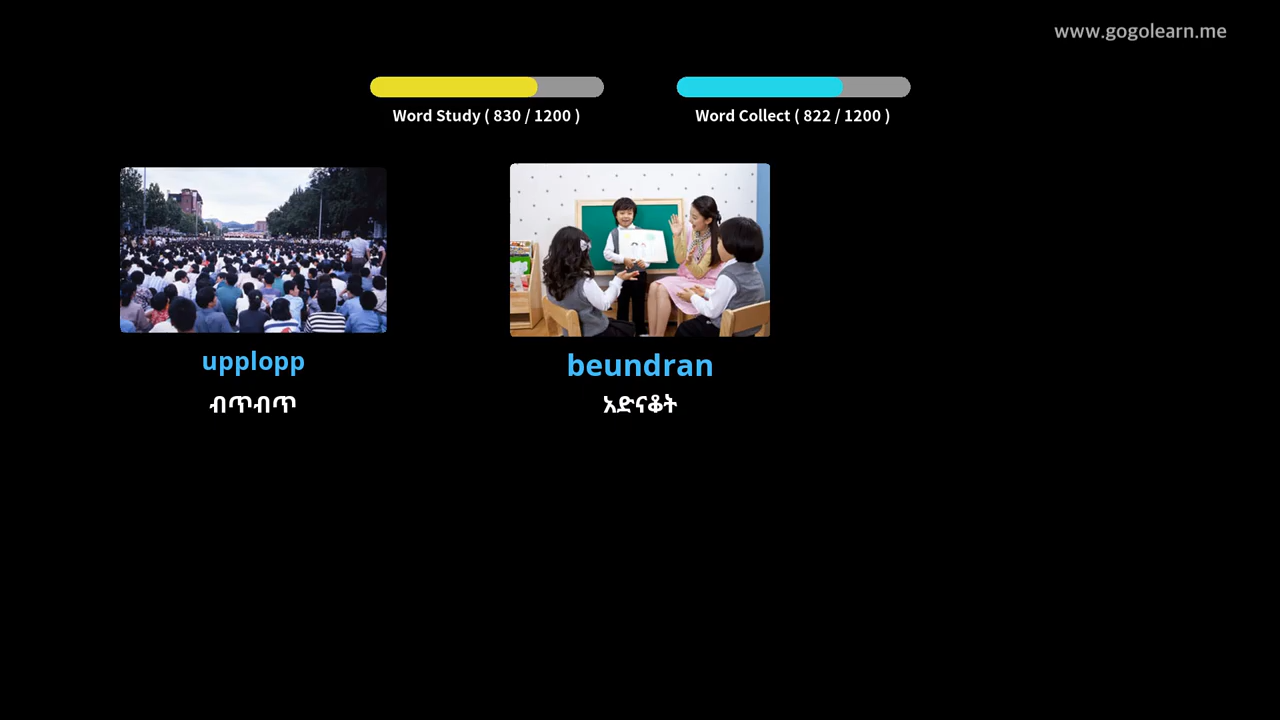 www.gogolearn.me
Word Study ( 830 / 1200 )
Word Collect ( 822 / 1200 )
upplopp
ብጥብጥ
beundran
አድናቆት